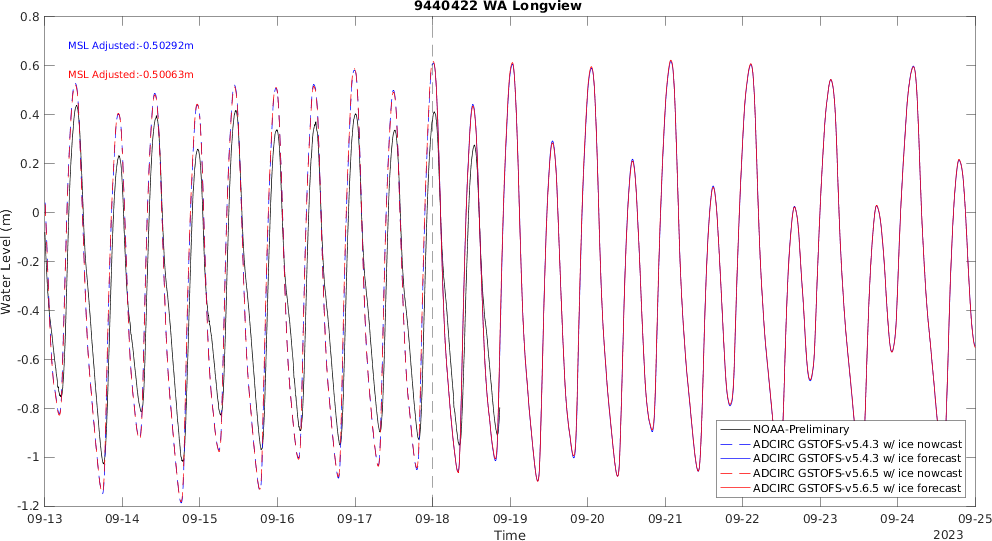 9440422 WA Longview
MSL Adjusted:-0.50292m
MSL Adjusted:-0.50063m
Water Level (m)
0.8
0.6
0.4
0.2
0
-0.2
-0.4
-0.6
-0.8
-1
-1.2
NOAA-Preliminary
ADCIRC GSTOFS-v5.4.3 w/ ice nowcast
ADCIRC GSTOFS-v5.4.3 w/ ice forecast
ADCIRC GSTOFS-v5.6.5 w/ ice nowcast
ADCIRC GSTOFS-v5.6.5 w/ ice forecast
09-13 09-14 09-15 09-16 09-17 09-18 09-19 09-20 09-21 09-22 09-23 09-24 09-25
Time
2023